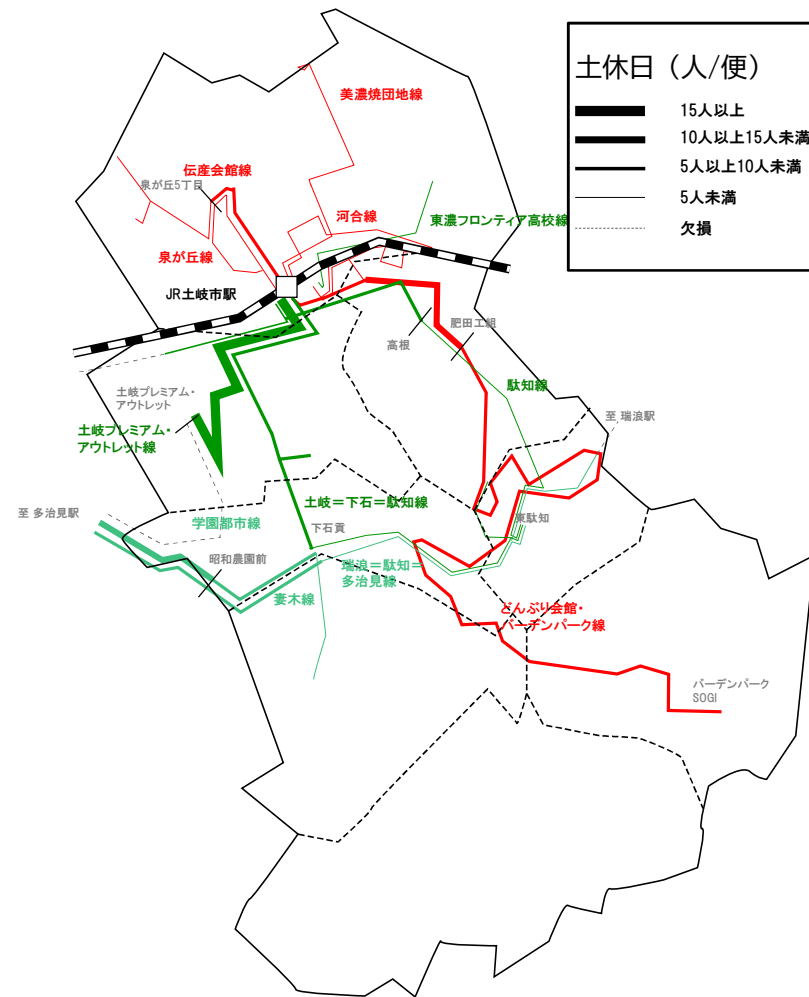 土休日（人/便）
15人以上
10人以上15人未満
5人以上10人未満
5人未満
欠損
美濃焼団地線
伝産会館線
泉が丘5丁目
河合線
東濃フロンティア高校線
泉が丘線
JR土岐市駅
高根
肥田工組
駄知線
土岐プレミアム・
アウトレット
土岐プレミアム・
アウトレット線
至 瑞浪駅
土岐＝下石＝駄知線
至 多治見駅
学園都市線
下石貢
東駄知
昭和農園前
瑞浪＝駄知＝
多治見線
妻木線
どんぶり会館・
バーデンパーク線
バーデンパーク
SOGI